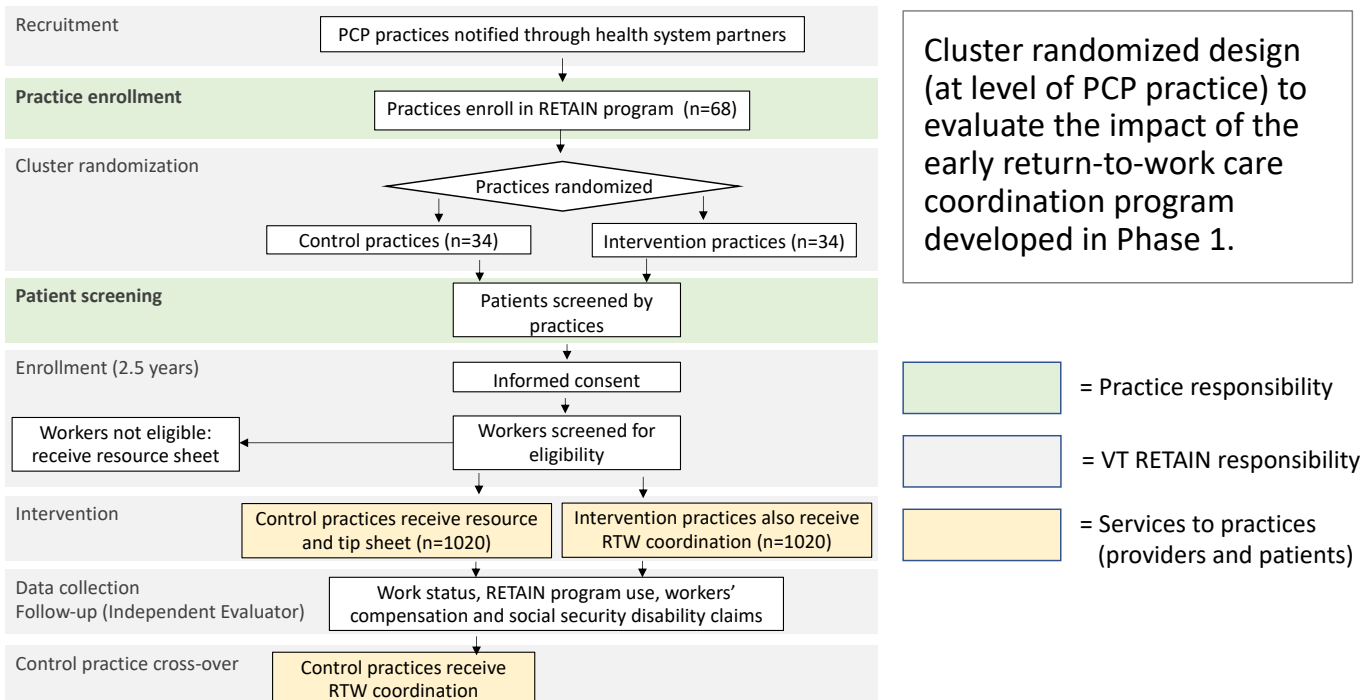 Recruitment
PCP practices notified through health system partners
Practice enrollment
Practices enroll in RETAIN program (n=68)
Cluster randomization
Practices randomized
Control practices (n=34)
Intervention practices (n=34)
Patient screening
Patients screened by
practices
Enrollment (2.5 years)
Informed consent
Workers not eligible:
receive resource sheet
Workers screened for
eligibility
Intervention
Control practices receive resource
and tip sheet (n=1020)
Intervention practices also receive
RTW coordination (n=1020)
Data collection
Follow-up (Independent Evaluator)
Work status, RETAIN program use, workers’
compensation and social security disability claims
Control practice cross-over
Control practices receive
RTW coordination
Cluster randomized design
(at level of PCP practice) to
evaluate the impact of the
early return-to-work care
coordination program
developed in Phase 1.
= Practice responsibility
= VT RETAIN responsibility
= Services to practices
(providers and patients)